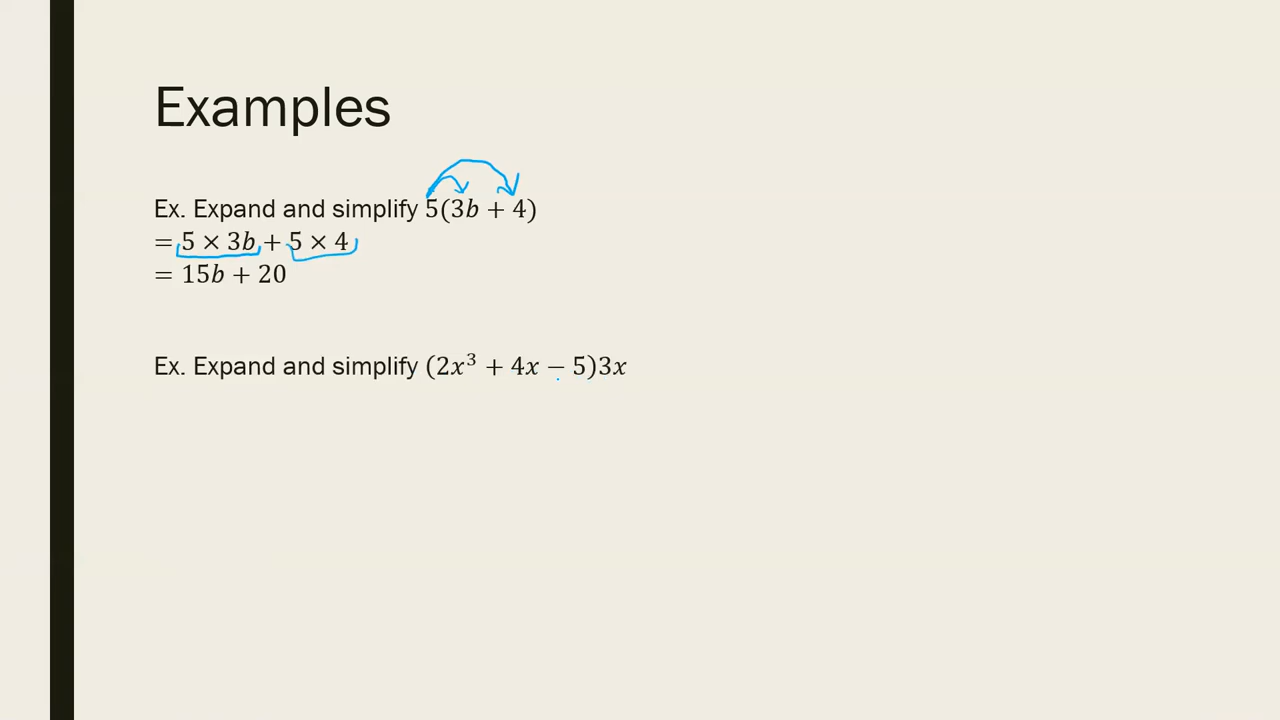 Examples
Ex. Expand and simplify 5(3b + 4)
= 5 × 3b + 5 × 4
= 15b + 20
Ex. Expand and simplify (2x³ + 4x − 5)3x